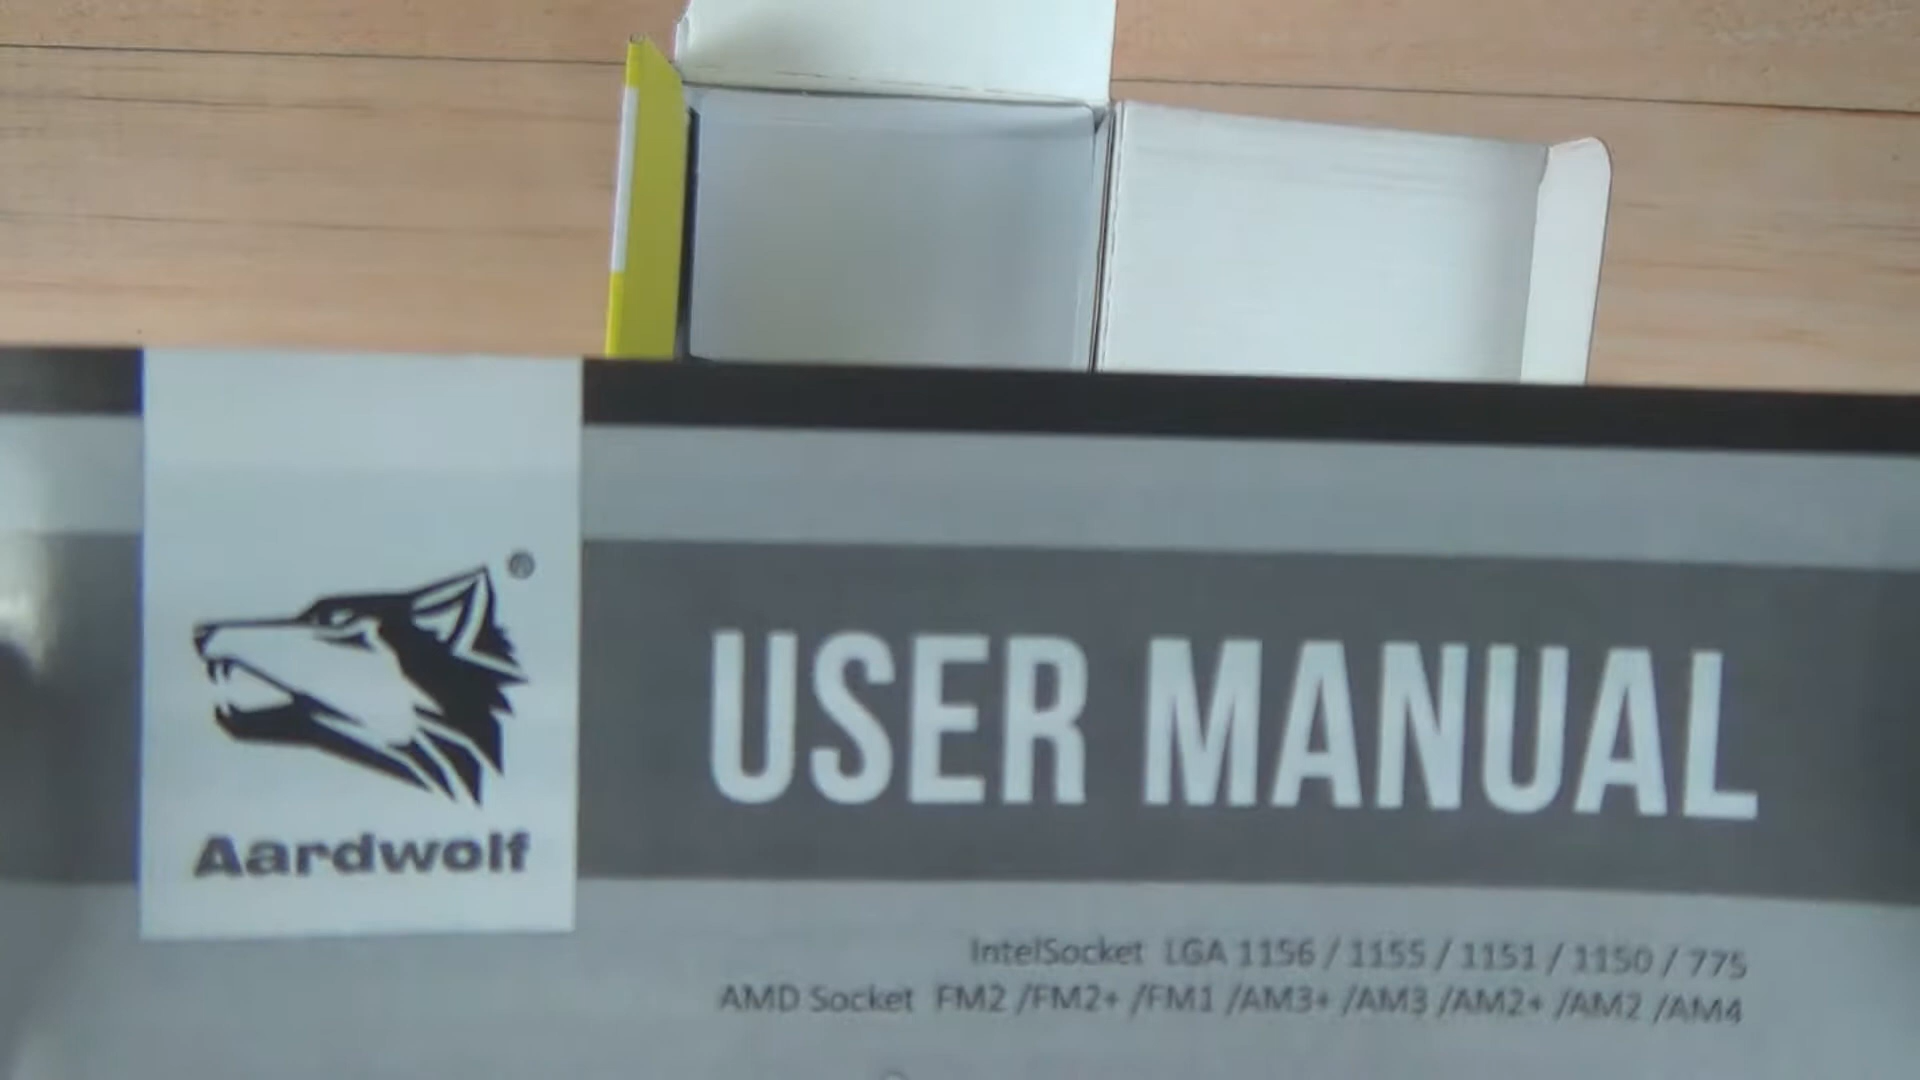 ®
USER MANUAL
Aardwolf
IntelSocket LGA 1156 / 1155 / 1151 / 1150 / 775
AMD Socket FM2 /FM2+ /FM1 /AM3+ /AM3 /AM2+ /AM2 /AM4